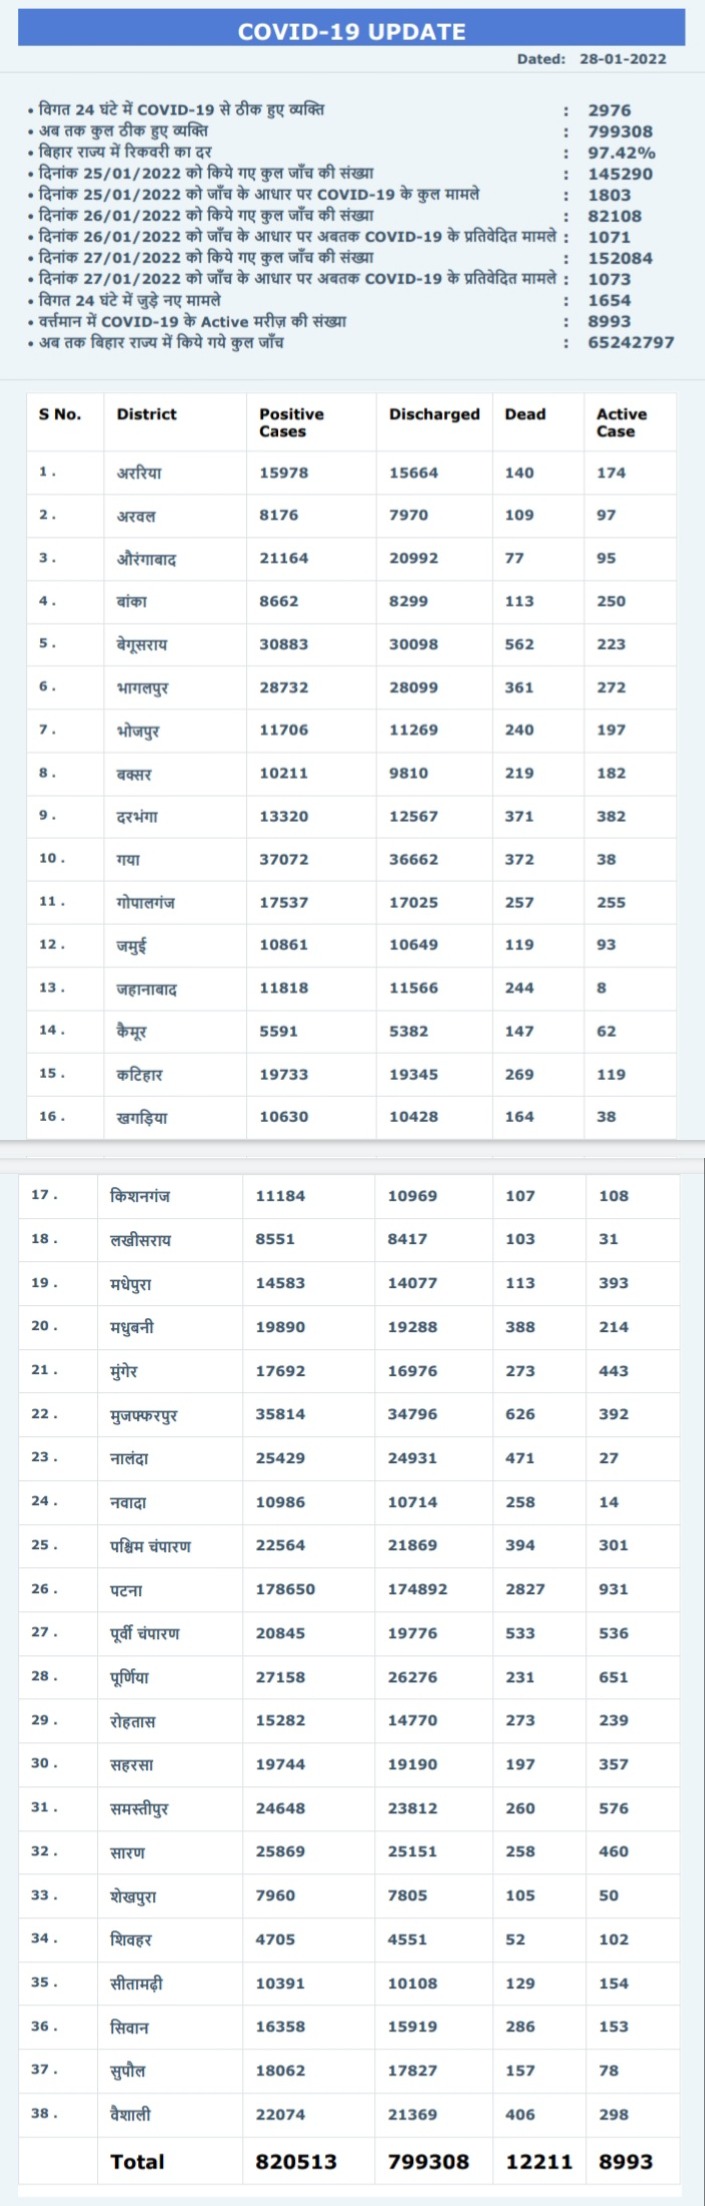 COVID-19 UPDATE
Dated: 28-01-2022
• विगत 24 घंटे में COVID-19 से ठीक हुए व्यक्ति : 2976
• अब तक कुल ठीक हुए व्यक्ति : 799308
• बिहार राज्य में रिकवरी का दर : 97.42%
• दिनांक 25/01/2022 को किये गए कुल जाँच की संख्या : 145290
• दिनांक 25/01/2022 को जाँच के आधार पर COVID-19 के कुल मामले : 1803
• दिनांक 26/01/2022 को किये गए कुल जाँच की संख्या : 82108
• दिनांक 26/01/2022 को जाँच के आधार पर अबतक COVID-19 के प्रतिवेदित मामले : 1071
• दिनांक 27/01/2022 को किये गए कुल जाँच की संख्या : 152084
• दिनांक 27/01/2022 को जाँच के आधार पर अबतक COVID-19 के प्रतिवेदित मामले : 1073
• विगत 24 घंटे में जुड़े नए मामले : 1654
• वर्त्तमान में COVID-19 के Active मरीज़ की संख्या : 8993
• अब तक बिहार राज्य में किये गये कुल जाँच : 65242797
S No. District Positive Cases Discharged Dead Active Case
1. अररिया 15978 15664 140 174
2. अरवल 8176 7970 109 97
3. औरंगाबाद 21164 20992 77 95
4. बांका 8662 8299 113 250
5. बेगूसराय 30883 30098 562 223
6. भागलपुर 28732 28099 361 272
7. भोजपुर 11706 11269 240 197
8. बक्सर 10211 9810 219 182
9. दरभंगा 13320 12567 371 382
10. गया 37072 36662 372 38
11. गोपालगंज 17537 17025 257 255
12. जमुई 10861 10649 119 93
13. जहानाबाद 11818 11566 244 8
14. कैमूर 5591 5382 147 62
15. कटिहार 19733 19345 269 119
16. खगड़िया 10630 10428 164 38
17. किशनगंज 11184 10969 107 108
18. लखीसराय 8551 8417 103 31
19. मधेपुरा 14583 14077 113 393
20. मधुबनी 19890 19288 388 214
21. मुंगेर 17692 16976 273 443
22. मुजफ्फरपुर 35814 34796 626 392
23. नालंदा 25429 24931 471 27
24. नवादा 10986 10714 258 14
25. पश्चिम चंपारण 22564 21869 394 301
26. पटना 178650 174892 2827 931
27. पूर्वी चंपारण 20845 19776 533 536
28. पूर्णिया 27158 26276 231 651
29. रोहतास 15282 14770 273 239
30. सहरसा 19744 19190 197 357
31. समस्तीपुर 24648 23812 260 576
32. सारण 25869 25151 258 460
33. शेखपुरा 7960 7805 105 50
34. शिवहर 4705 4551 52 102
35. सीतामढ़ी 10391 10108 129 154
36. सिवान 16358 15919 286 153
37. सुपौल 18062 17827 157 78
38. वैशाली 22074 21369 406 298
Total 820513 799308 12211 8993